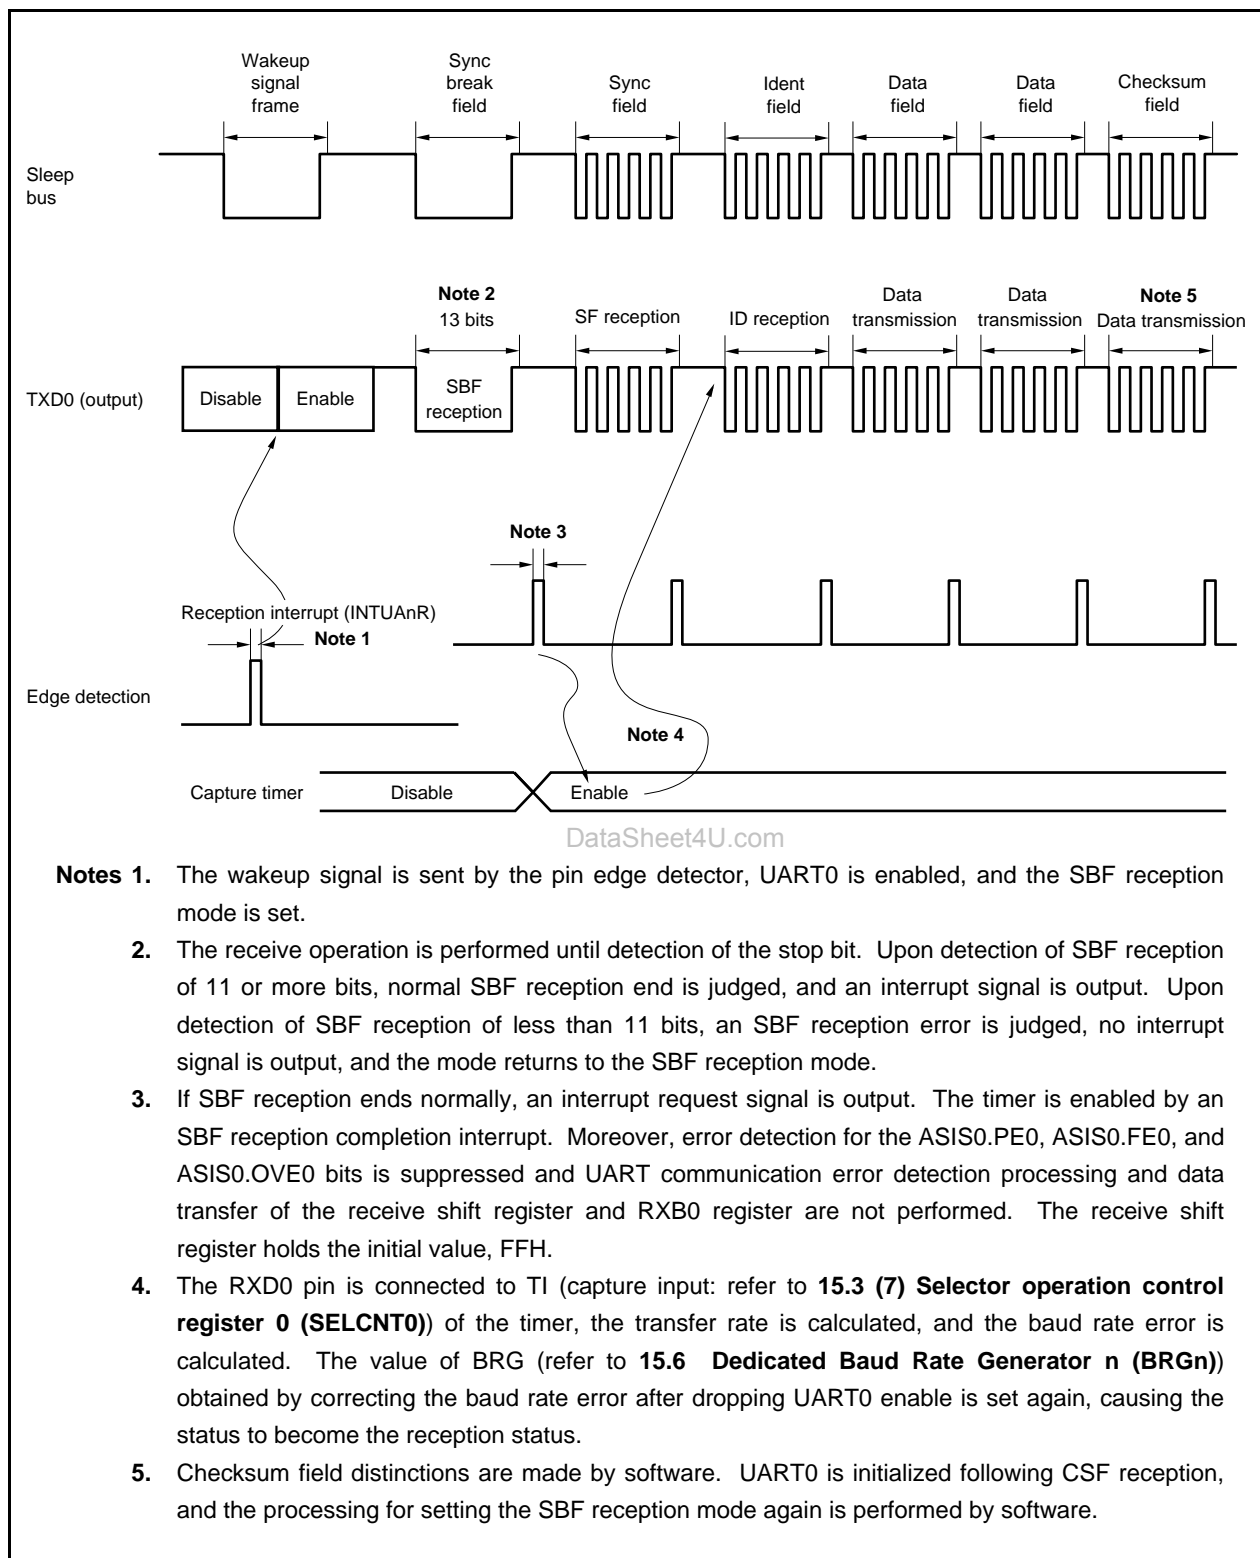 Wakeup
signal
frame
Sync
break
field
Sync
field
Ident
field
Data
field
Data
field
Checksum
field
Sleep
bus
Note 2
13 bits
SF reception
ID reception
Data
transmission
Data
transmission
Note 5
Data transmission
TXD0 (output)
Disable
Enable
SBF
reception
Note 3
Reception interrupt (INTUAnR)
Note 1
Edge detection
Note 4
Capture timer
Disable
Enable
DataSheet4U.com
Notes 1. The wakeup signal is sent by the pin edge detector, UART0 is enabled, and the SBF reception
mode is set.
2. The receive operation is performed until detection of the stop bit. Upon detection of SBF reception
of 11 or more bits, normal SBF reception end is judged, and an interrupt signal is output. Upon
detection of SBF reception of less than 11 bits, an SBF reception error is judged, no interrupt
signal is output, and the mode returns to the SBF reception mode.
3. If SBF reception ends normally, an interrupt request signal is output. The timer is enabled by an
SBF reception completion interrupt. Moreover, error detection for the ASIS0.PE0, ASIS0.FE0, and
ASIS0.OVE0 bits is suppressed and UART communication error detection processing and data
transfer of the receive shift register and RXB0 register are not performed. The receive shift
register holds the initial value, FFH.
4. The RXD0 pin is connected to TI (capture input: refer to 15.3 (7) Selector operation control
register 0 (SELCNT0)) of the timer, the transfer rate is calculated, and the baud rate error is
calculated. The value of BRG (refer to 15.6 Dedicated Baud Rate Generator n (BRGn))
obtained by correcting the baud rate error after dropping UART0 enable is set again, causing the
status to become the reception status.
5. Checksum field distinctions are made by software. UART0 is initialized following CSF reception,
and the processing for setting the SBF reception mode again is performed by software.